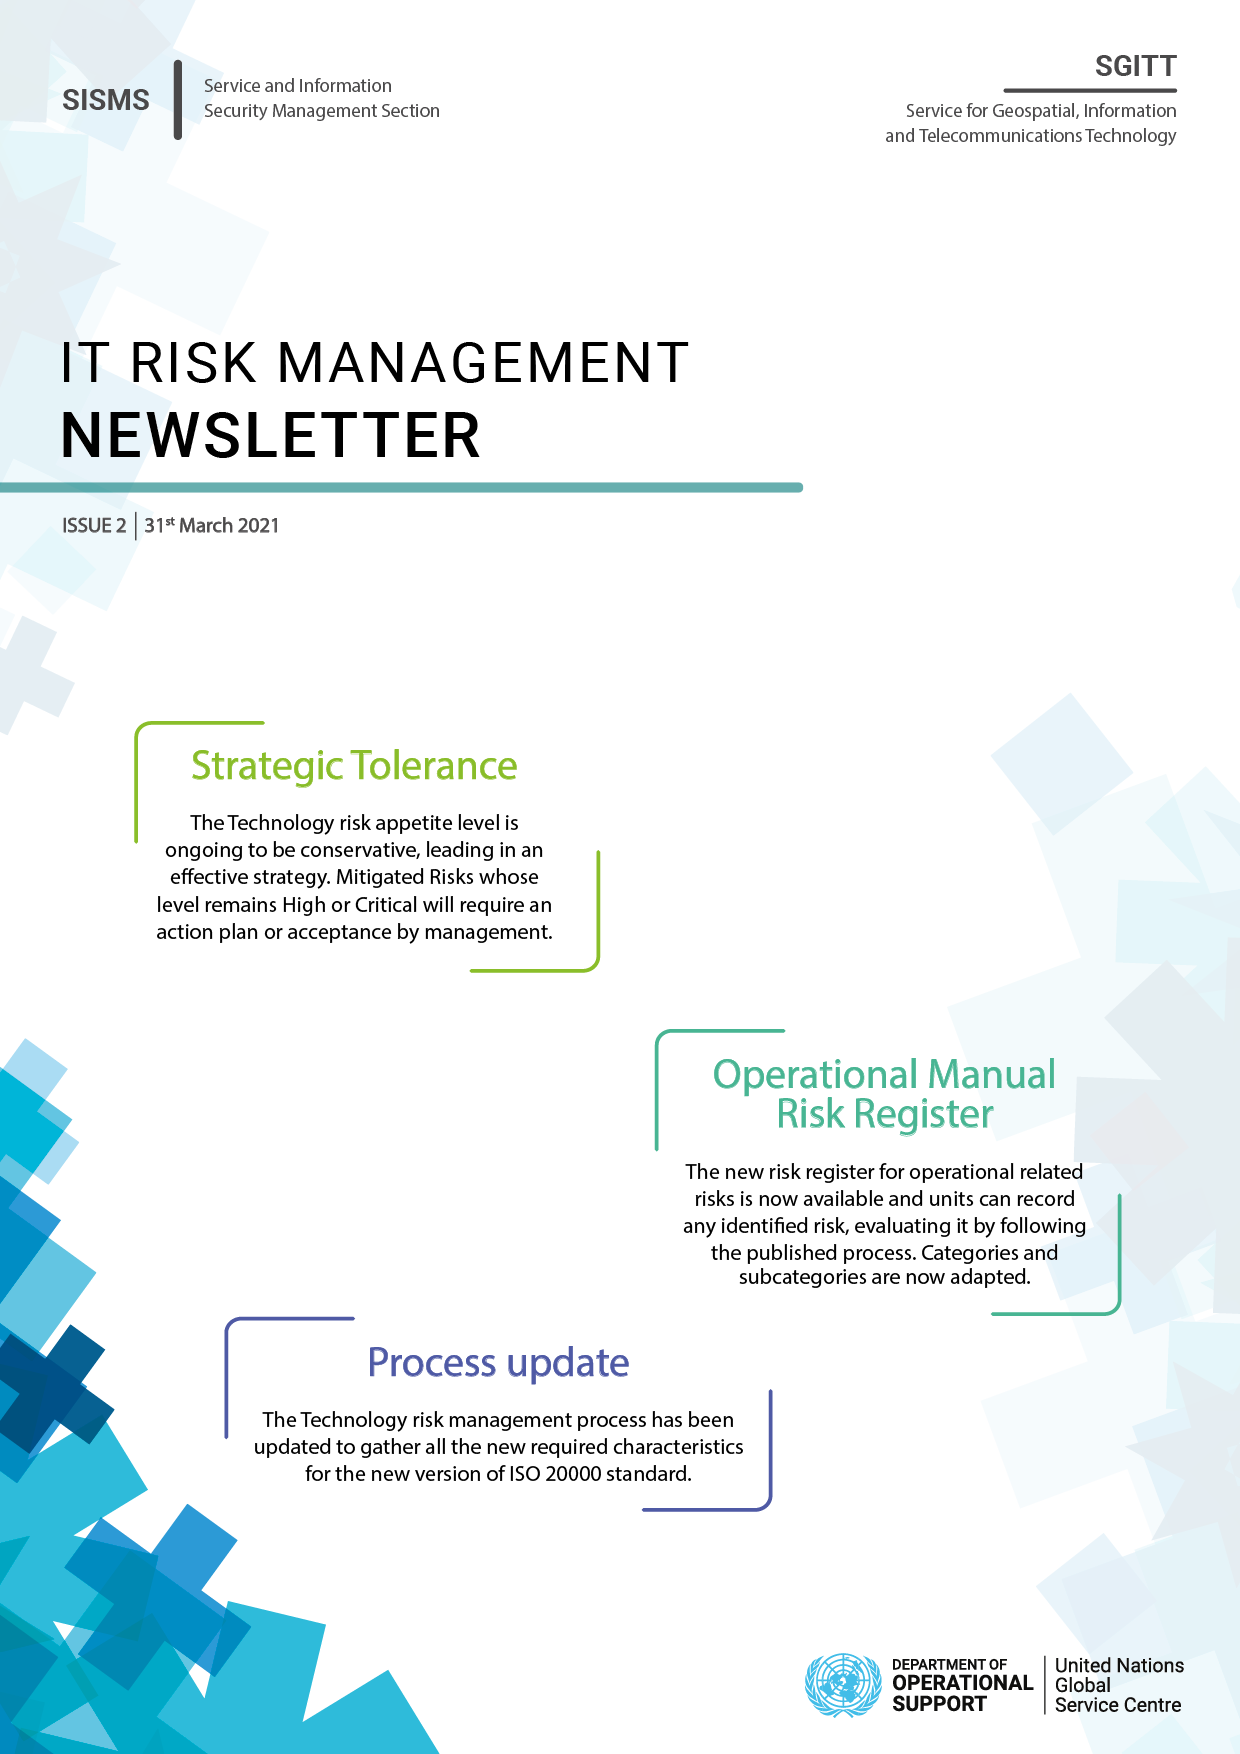 SISMS
Service and Information
Security Management Section
SGITT
Service for Geospatial, Information
and Telecommunications Technology
IT RISK MANAGEMENT
NEWSLETTER
ISSUE 2 | 31st March 2021
Strategic Tolerance
The Technology risk appetite level is
ongoing to be conservative, leading in an
effective strategy. Mitigated Risks whose
level remains High or Critical will require an
action plan or acceptance by management.
Operational Manual
Risk Register
The new risk register for operational related
risks is now available and units can record
any identified risk, evaluating it by following
the published process. Categories and
subcategories are now adapted.
Process update
The Technology risk management process has been
updated to gather all the new required characteristics
for the new version of ISO 20000 standard.
DEPARTMENT OF
OPERATIONAL
SUPPORT
United Nations
Global
Service Centre